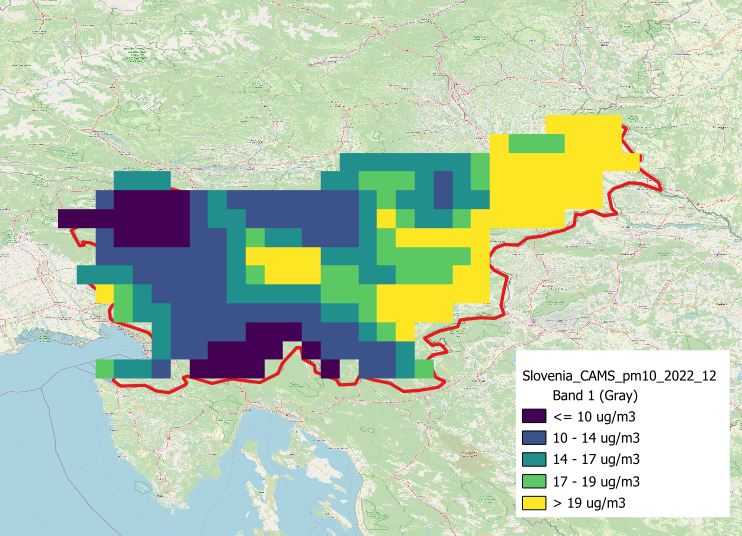 Slovenia_CAMS_pm10_2022_12
Band 1 (Gray)
<= 10 ug/m3
10 - 14 ug/m3
14 - 17 ug/m3
17 - 19 ug/m3
> 19 ug/m3